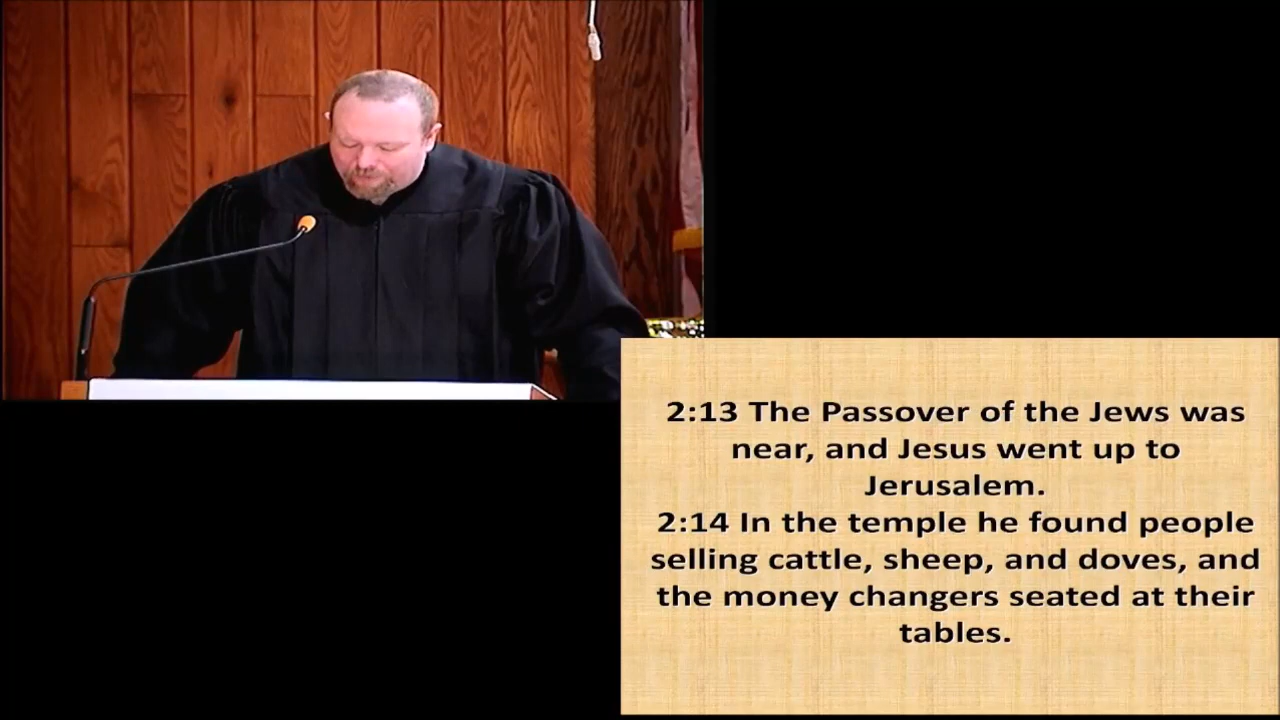 2:13 The Passover of the Jews was
near, and Jesus went up to
Jerusalem.
2:14 In the temple he found people
selling cattle, sheep, and doves, and
the money changers seated at their
tables.